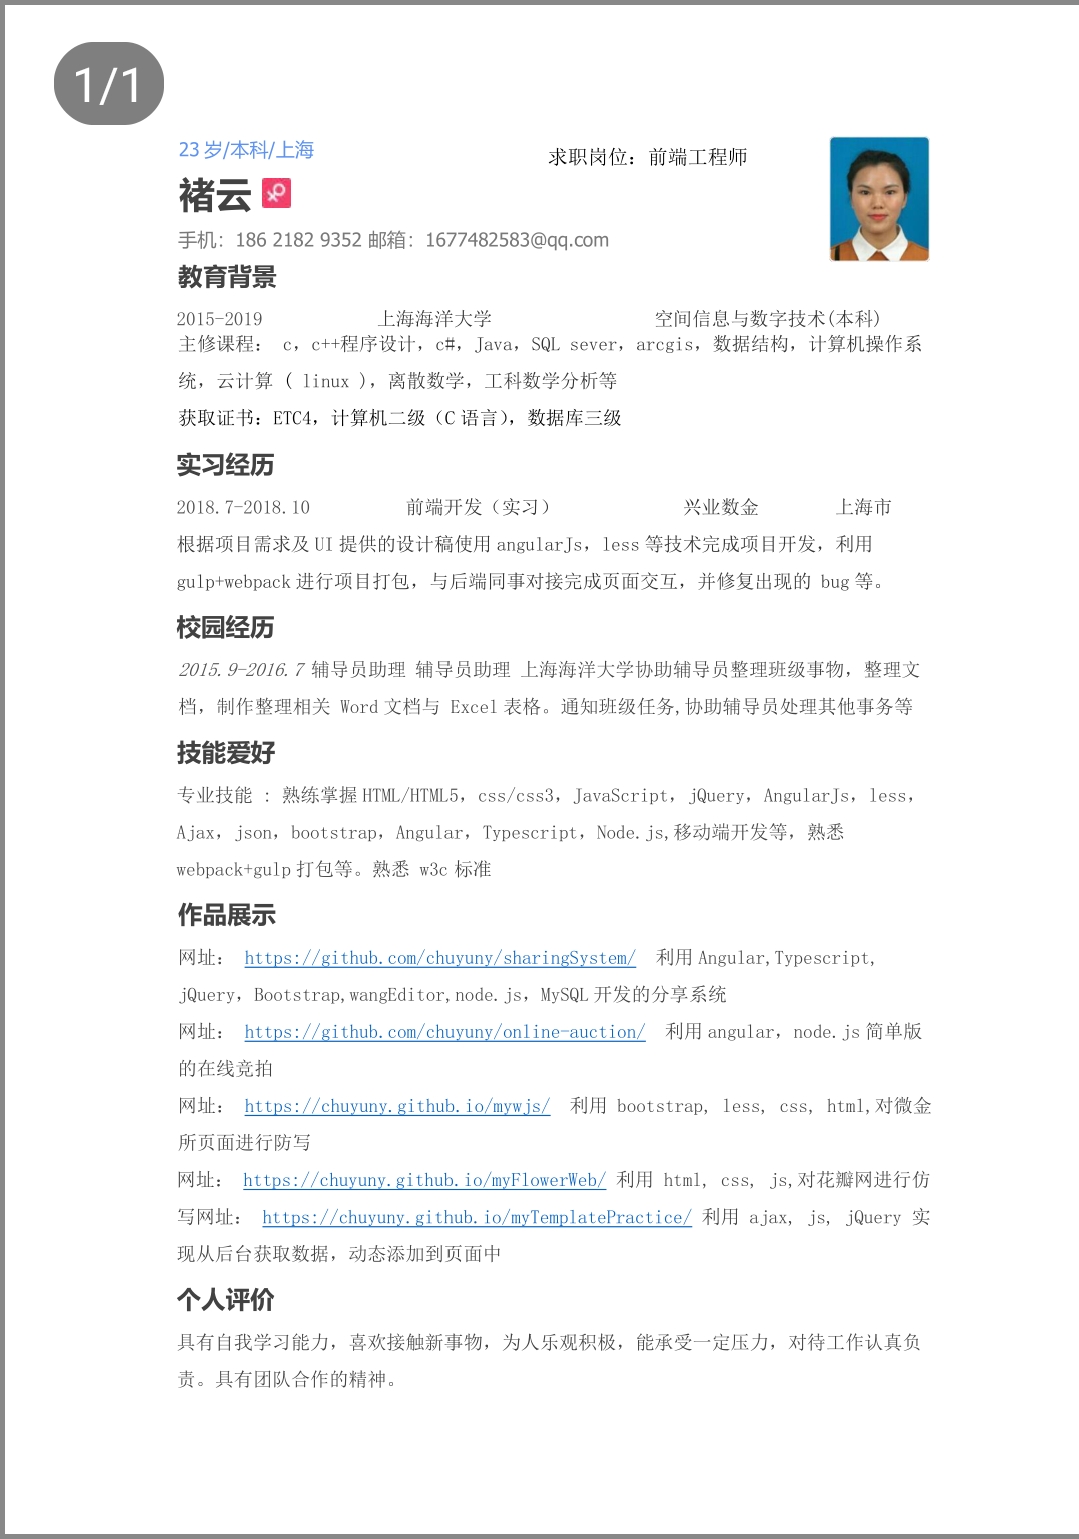 1/1
23 岁/本科/上海
求职岗位：前端工程师
褚云
手机：186 2182 9352 邮箱：1677482583@qq.com
教育背景
2015-2019 上海海洋大学 空间信息与数字技术(本科)
主修课程： c，c++程序设计，c#，Java，SQL sever，arcgis，数据结构，计算机操作系
统，云计算 ( linux )，离散数学，工科数学分析等
获取证书：ETC4，计算机二级（C 语言），数据库三级
实习经历
2018.7-2018.10 前端开发（实习） 兴业数金 上海市
根据项目需求及 UI 提供的设计稿使用 angularJs，less 等技术完成项目开发，利用
gulp+webpack 进行项目打包，与后端同事对接完成页面交互，并修复出现的 bug 等。
校园经历
2015.9-2016.7 辅导员助理 辅导员助理 上海海洋大学协助辅导员整理班级事物，整理文
档，制作整理相关 Word 文档与 Excel 表格。通知班级任务,协助辅导员处理其他事务等
技能爱好
专业技能 : 熟练掌握 HTML/HTML5，css/css3，JavaScript，jQuery，AngularJs，less，
Ajax，json，bootstrap，Angular，Typescript，Node.js,移动端开发等，熟悉
webpack+gulp 打包等。熟悉 w3c 标准
作品展示
网址： https://github.com/chuyuny/sharingSystem/ 利用 Angular,Typescript,
jQuery，Bootstrap,wangEditor,node.js，MySQL 开发的分享系统
网址： https://github.com/chuyuny/online-auction/ 利用 angular，node.js 简单版
的在线竞拍
网址： https://chuyuny.github.io/mywjs/ 利用 bootstrap, less, css, html,对微金
所页面进行防写
网址： https://chuyuny.github.io/myFlowerWeb/ 利用 html, css, js,对花瓣网进行仿
写网址： https://chuyuny.github.io/myTemplatePractice/ 利用 ajax, js, jQuery 实
现从后台获取数据，动态添加到页面中
个人评价
具有自我学习能力，喜欢接触新事物，为人乐观积极，能承受一定压力，对待工作认真负
责。具有团队合作的精神。